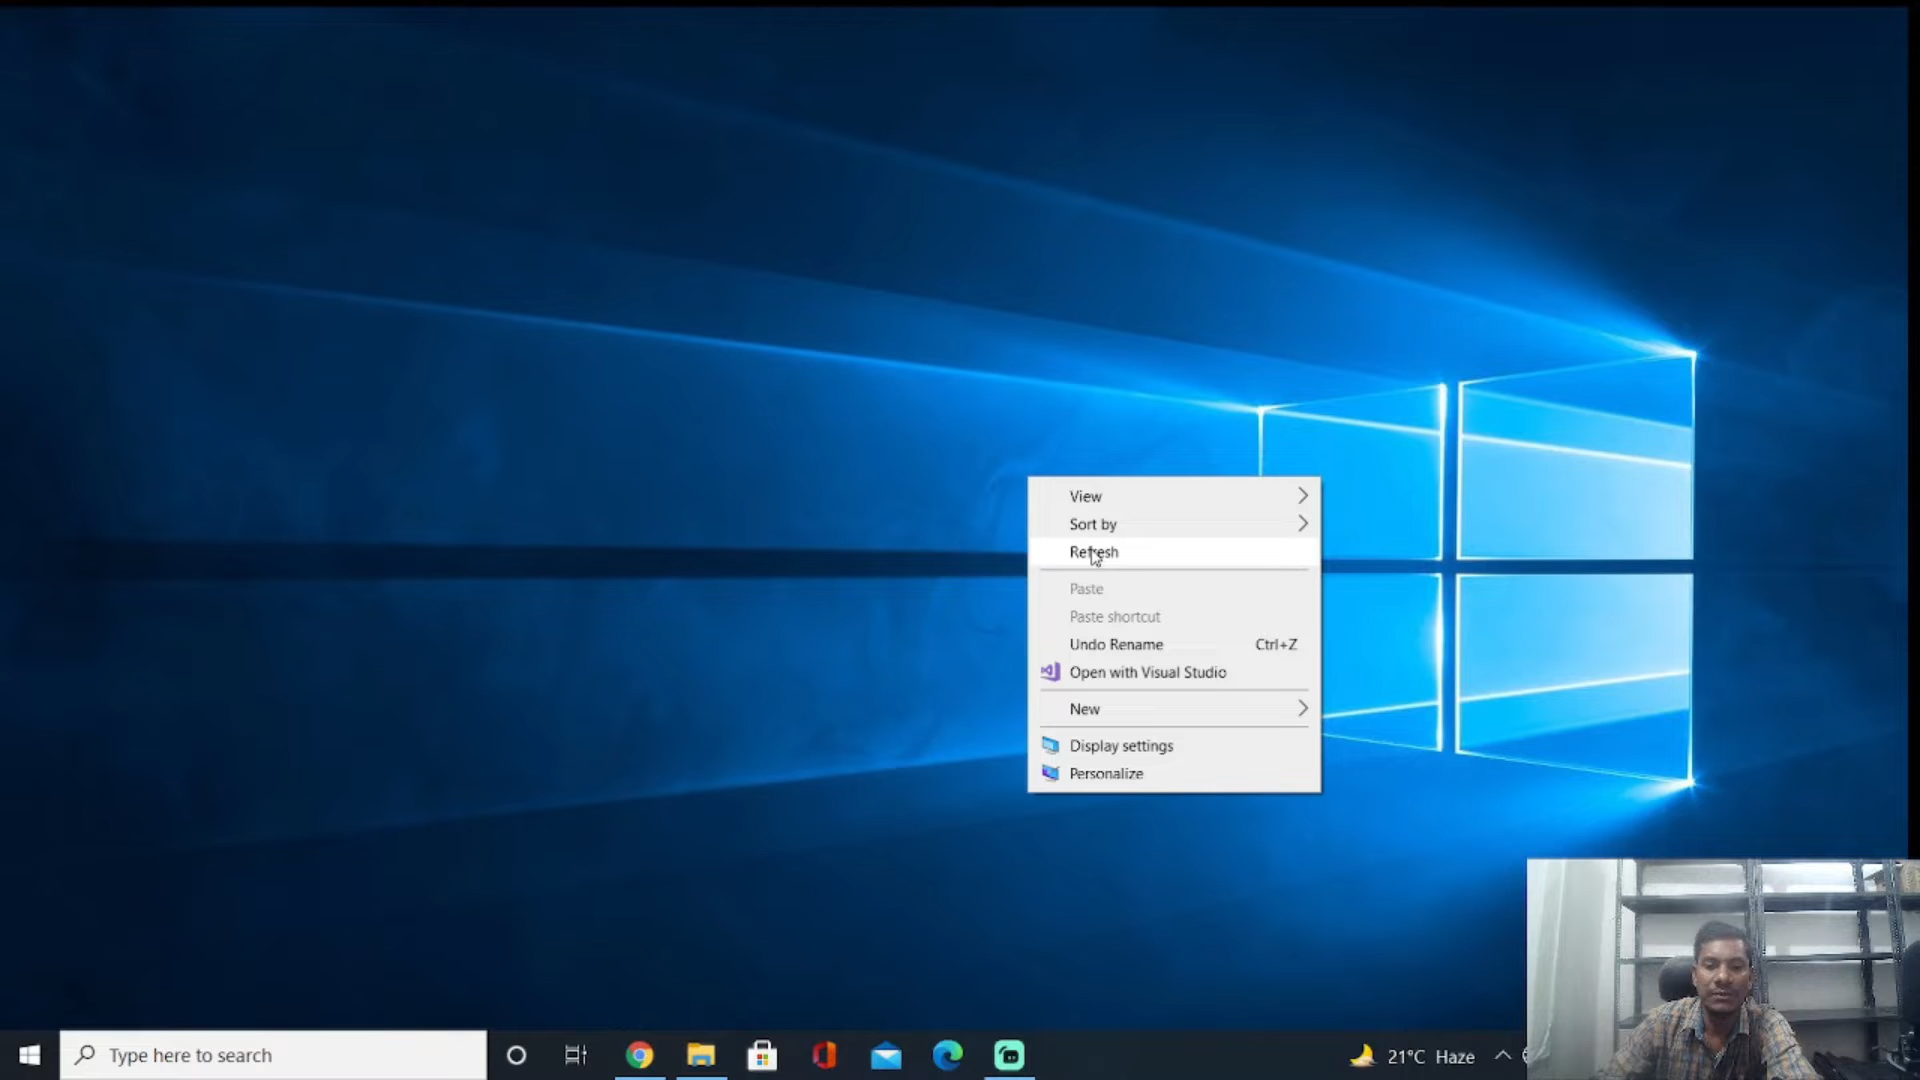 View
Sort by
Refresh
Paste
Paste shortcut
Undo Rename Ctrl+Z
Open with Visual Studio
New
Display settings
Personalize
Type here to search
21°C Haze